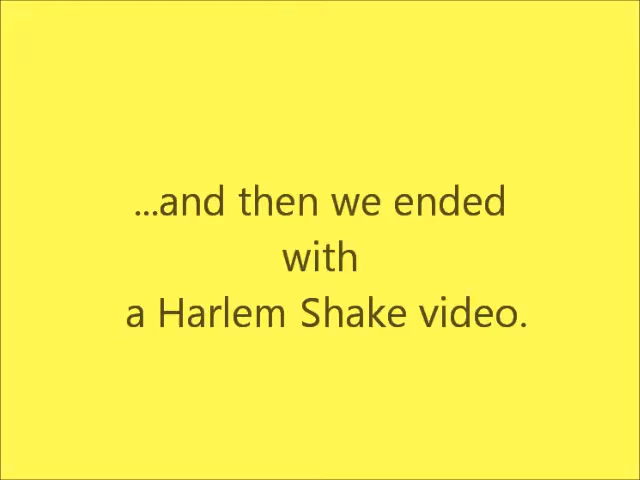 ...and then we ended
with
a Harlem Shake video.